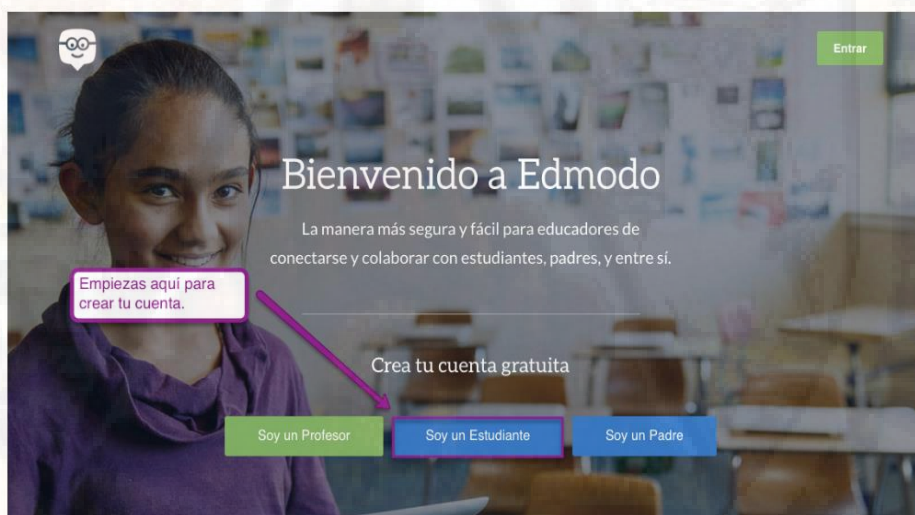 Entrar
Bienvenido a Edmodo
La manera más segura y fácil para educadores de
conectarse y colaborar con estudiantes, padres, y entre sí.
Empiezas aquí para
crear tu cuenta.
Crea tu cuenta gratuita
Soy un Profesor
Soy un Estudiante
Soy un Padre